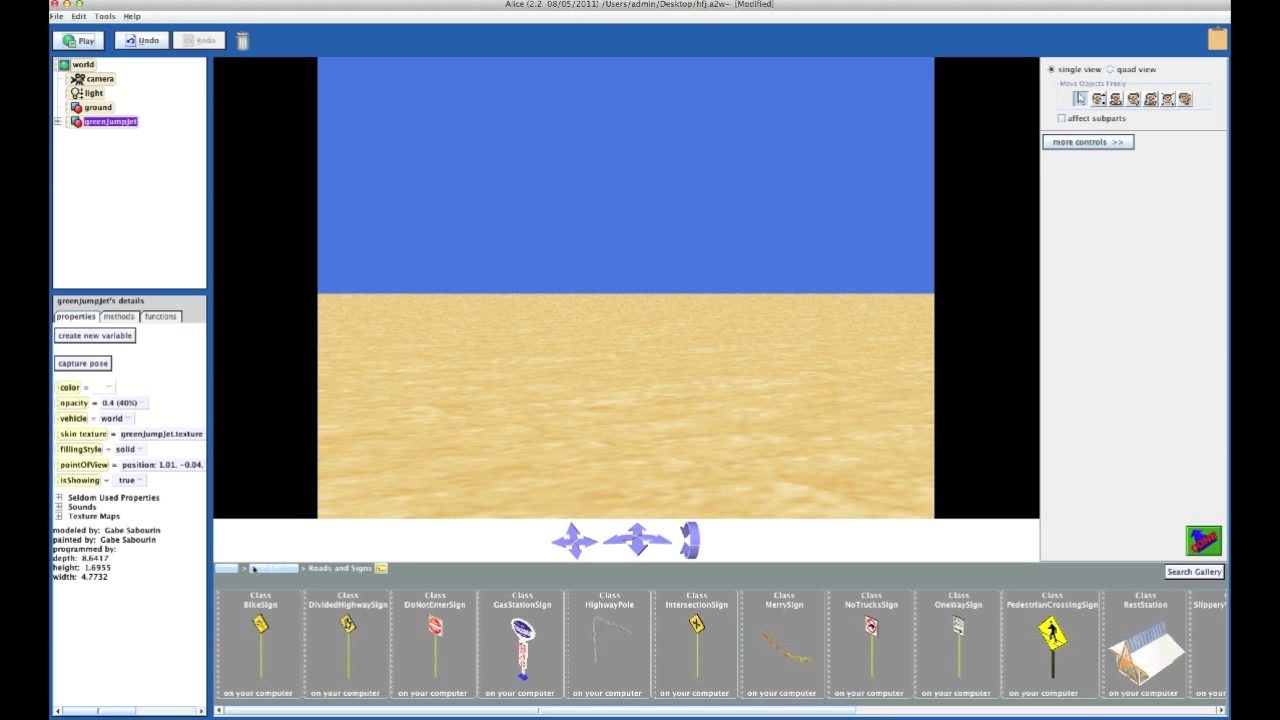 Alice (2.2 08/05/2011) /Users/admin/Desktop/hfj.a2w- [Modified]
File Edit Tools Help
Play Undo Redo
world
camera
light
ground
greenJumpJet
greenJumpJet's details
properties methods functions
create new variable
capture pose
color =
opacity = 0.4 (40%)
vehicle = world
skin texture = greenJumpJet.texture
fillingStyle = solid
pointOfView = position: 1.01, -0.04,
isShowing = true
Seldom Used Properties
Sounds
Texture Maps
modeled by: Gabe Sabourin
painted by: Gabe Sabourin
programmed by:
depth: 8.6417
height: 1.6955
width: 4.7732
single view quad view
Move Objects Freely
affect subparts
more controls >>
DONE
> > Roads and Signs
Search Gallery
Class BikeSign on your computer
Class DividedHighwaySign on your computer
Class DoNotEnterSign on your computer
Class GasStationSign on your computer
Class HighwayPole on your computer
Class IntersectionSign on your computer
Class MerrySign on your computer
Class NoTrucksSign on your computer
Class OneWaySign on your computer
Class PedestrianCrossingSign on your computer
Class RestStation on your computer
Slippery
on your